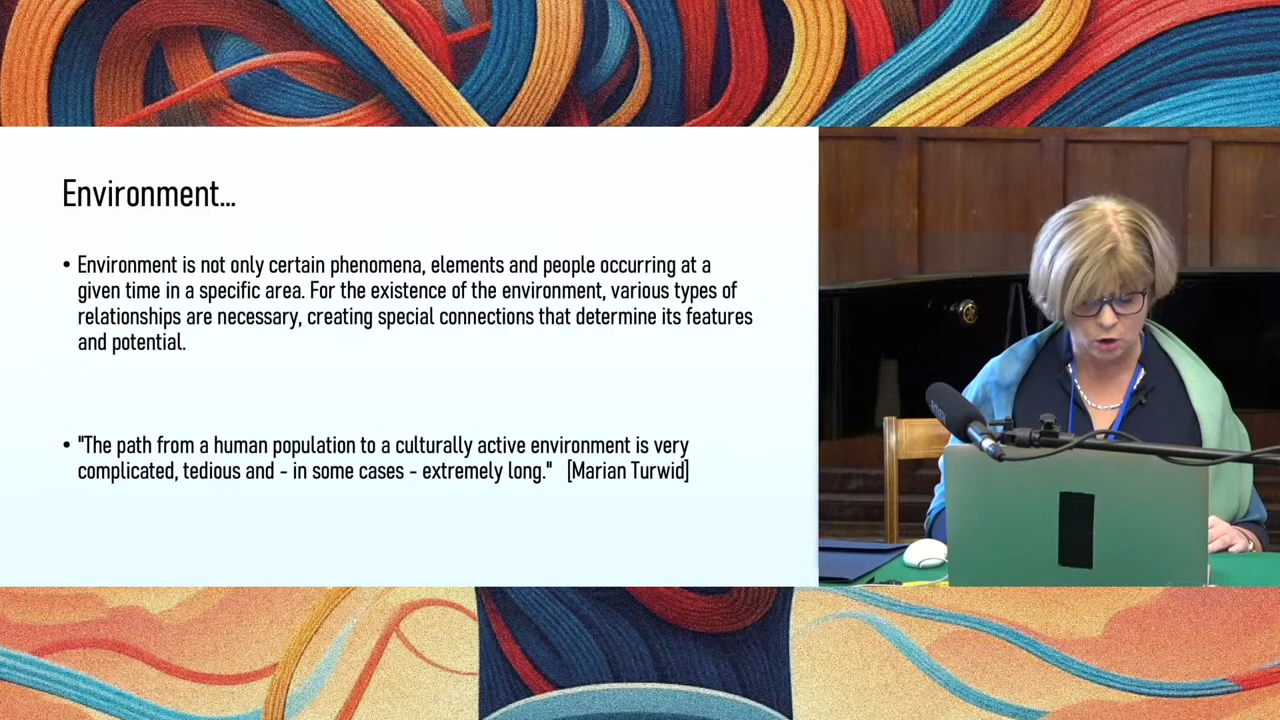 Environment...
• Environment is not only certain phenomena, elements and people occurring at a
given time in a specific area. For the existence of the environment, various types of
relationships are necessary, creating special connections that determine its features
and potential.
• "The path from a human population to a culturally active environment is very
complicated, tedious and - in some cases - extremely long." [Marian Turwid]